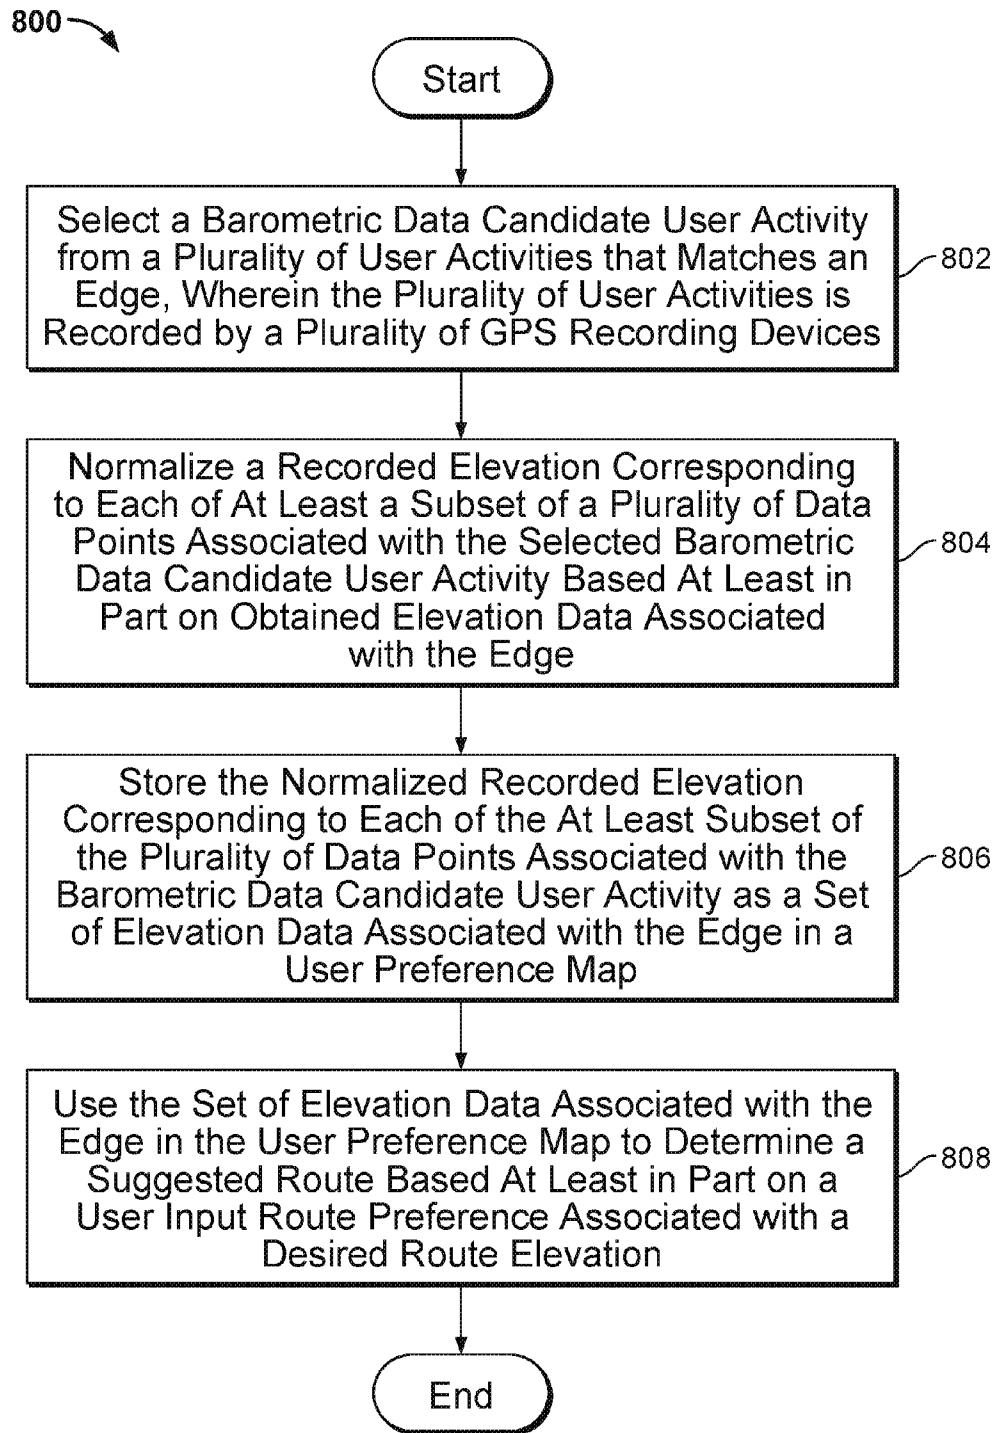 800
Start
Select a Barometric Data Candidate User Activity
from a Plurality of User Activities that Matches an
Edge, Wherein the Plurality of User Activities is
Recorded by a Plurality of GPS Recording Devices
802
Normalize a Recorded Elevation Corresponding
to Each of At Least a Subset of a Plurality of Data
Points Associated with the Selected Barometric
Data Candidate User Activity Based At Least in
Part on Obtained Elevation Data Associated
with the Edge
804
Store the Normalized Recorded Elevation
Corresponding to Each of the At Least Subset of
the Plurality of Data Points Associated with the
Barometric Data Candidate User Activity as a Set
of Elevation Data Associated with the Edge in a
User Preference Map
806
Use the Set of Elevation Data Associated with the
Edge in the User Preference Map to Determine a
Suggested Route Based At Least in Part on a
User Input Route Preference Associated with a
Desired Route Elevation
808
End